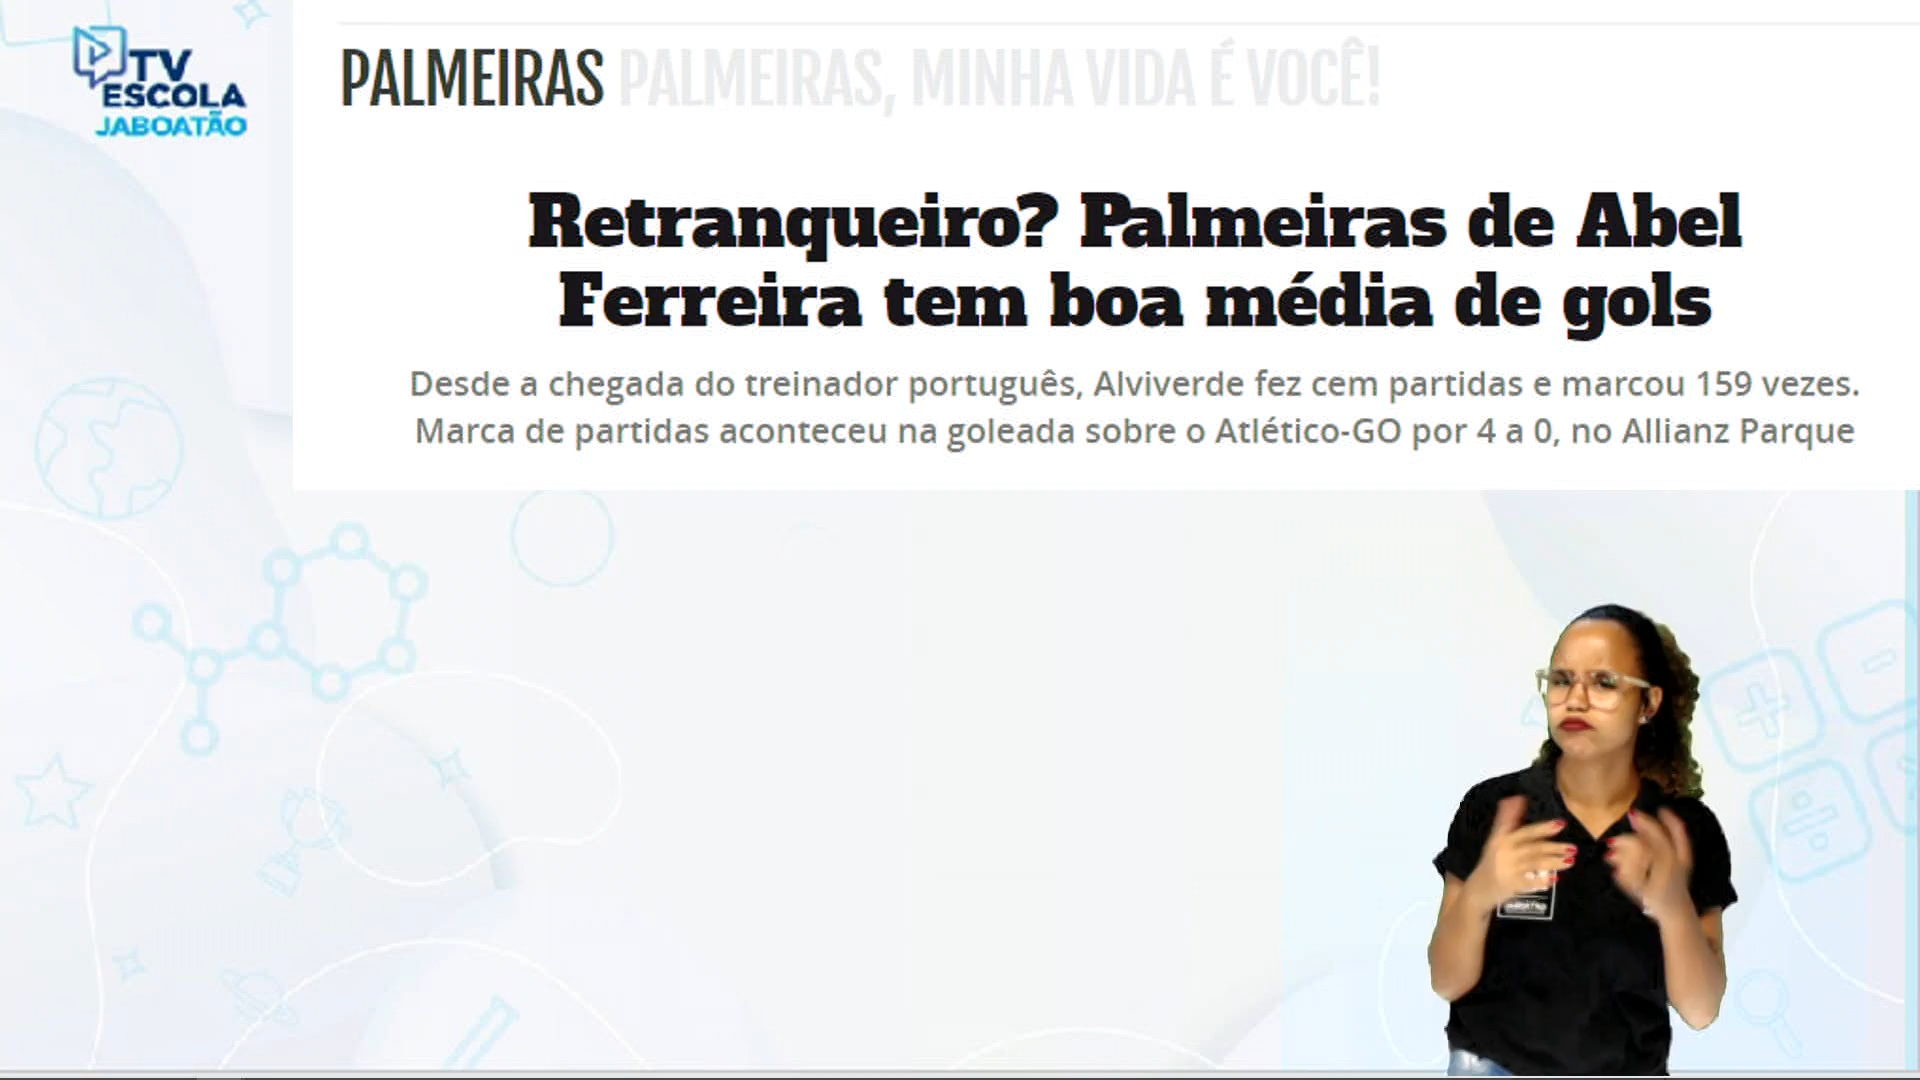 TV
ESCOLA
JABOATÃO
PALMEIRAS PALMEIRAS, MINHA VIDA É VOCÊ!
Retranqueiro? Palmeiras de Abel
Ferreira tem boa média de gols
Desde a chegada do treinador português, Alviverde fez cem partidas e marcou 159 vezes.
Marca de partidas aconteceu na goleada sobre o Atlético-GO por 4 a 0, no Allianz Parque